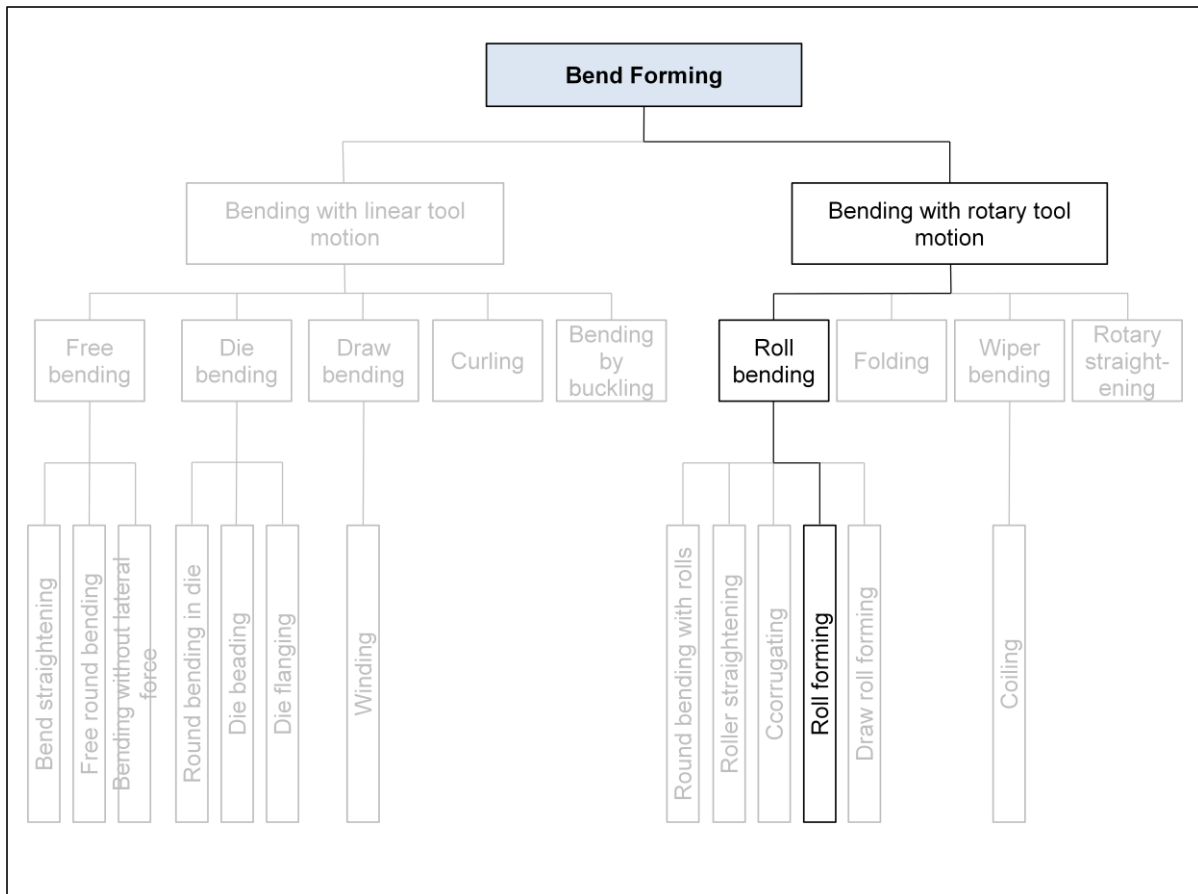 Bend Forming
Bending with linear tool
motion
Bending with rotary tool
motion
Free
bending
Die
bending
Draw
bending
Curling
Bending
by
buckling
Roll
bending
Folding
Wiper
bending
Rotary
straight-
ening
Bend straightening
Free round bending
Bending without lateral
force
Round bending in die
Die beading
Die flanging
Winding
Round bending with rolls
Roller straightening
Ccorrugating
Roll forming
Draw roll forming
Coiling